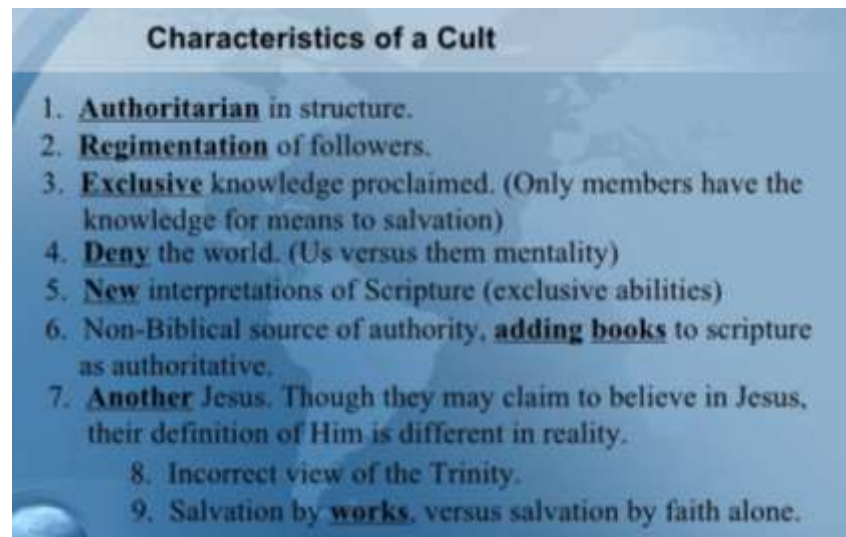 Characteristics of a Cult
1. Authoritarian in structure.
2. Regimentation of followers.
3. Exclusive knowledge proclaimed. (Only members have the
knowledge for means to salvation)
4. Deny the world. (Us versus them mentality)
5. New interpretations of Scripture (exclusive abilities)
6. Non-Biblical source of authority, adding books to scripture
as authoritative.
7. Another Jesus. Though they may claim to believe in Jesus,
their definition of Him is different in reality.
8. Incorrect view of the Trinity.
9. Salvation by works, versus salvation by faith alone.